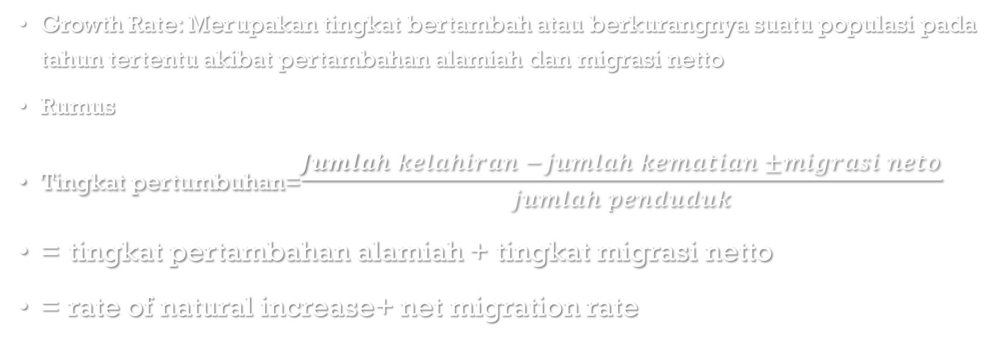 • Growth Rate: Merupakan tingkat bertambah atau berkurangnya suatu populasi pada
tahun tertentu akibat pertambahan alamiah dan migrasi netto
• Rumus
• Tingkat pertumbuhan=
Jumlah kelahiran −jumlah kematian ±migrasi neto
jumlah penduduk
• = tingkat pertambahan alamiah + tingkat migrasi netto
• = rate of natural increase+ net migration rate